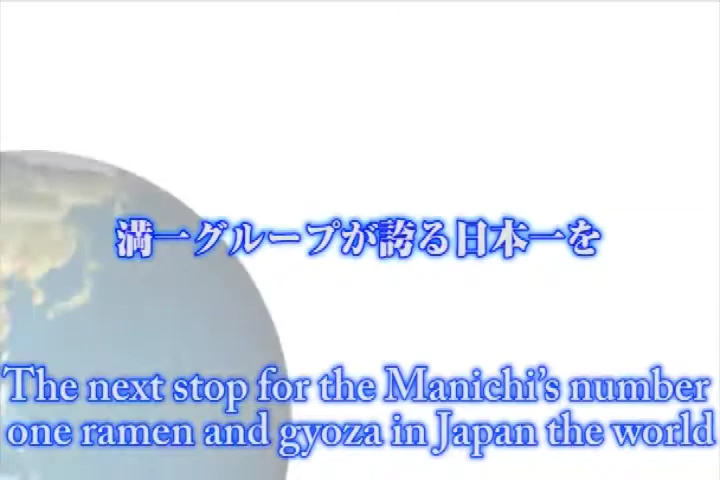 満一グループが誇る日本一を
The next stop for the Manichi's number
one ramen and gyoza in Japan the world